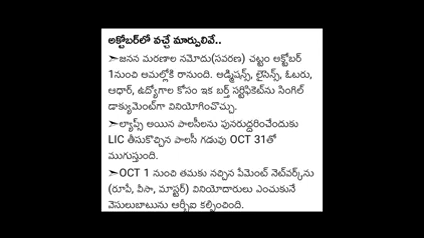 అక్టోబర్‌లో వచ్చే మార్పులివే..
➣జనన మరణాల నమోదు(సవరణ) చట్టం అక్టోబర్
1నుంచి అమల్లోకి రానుంది. అడ్మిషన్స్, లైసెన్స్, ఓటరు,
ఆధార్, ఉద్యోగాల కోసం ఇక బర్త్ సర్టిఫికెట్‌ను సింగిల్
డాక్యుమెంట్‌గా వినియోగించొచ్చు.
➣ల్యాప్స్ అయిన పాలసీలను పునరుద్ధరించేందుకు
LIC తీసుకొచ్చిన పాలసీ గడువు OCT 31తో
ముగుస్తుంది.
➣OCT 1 నుంచి తమకు నచ్చిన పేమెంట్ నెట్‌వర్క్‌ను
(రూపే, వీసా, మాస్టర్) వినియోదారులు ఎంచుకునే
వెసులుబాటును ఆర్బీఐ కల్పించింది.